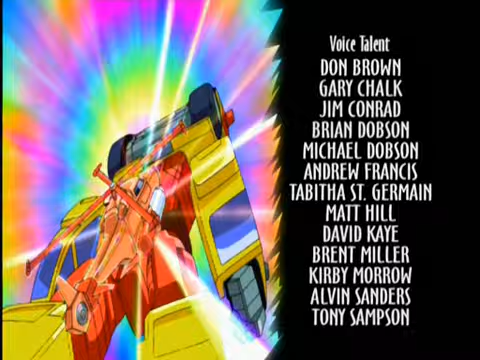 Voice Talent
DON BROWN
GARY CHALK
JIM CONRAD
BRIAN DOBSON
MICHAEL DOBSON
ANDREW FRANCIS
TABITHA ST. GERMAIN
MATT HILL
DAVID KAYE
BRENT MILLER
KIRBY MORROW
ALVIN SANDERS
TONY SAMPSON